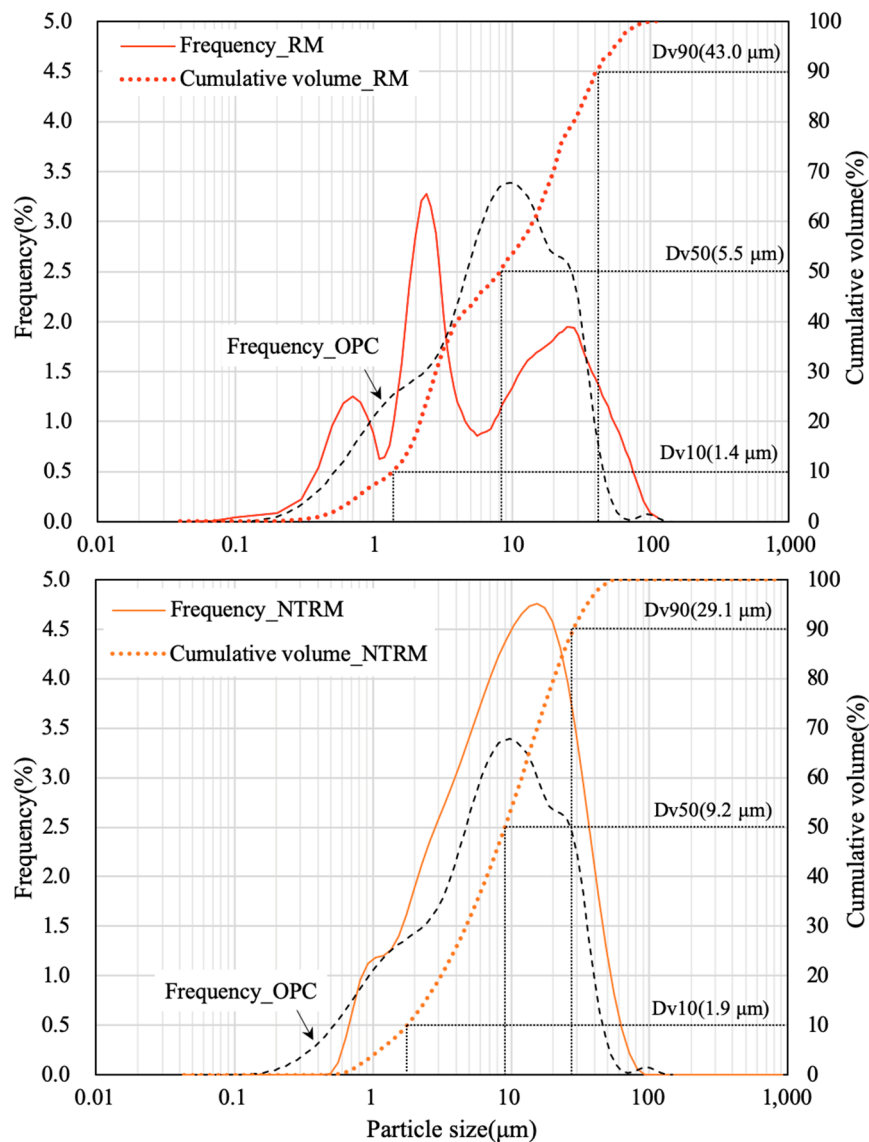 Frequency_RM
Cumulative volume_RM
Dv90(43.0 μm)
Dv50(5.5 μm)
Frequency_OPC
Dv10(1.4 μm)
Frequency(%)
5.0
4.5
4.0
3.5
3.0
2.5
2.0
1.5
1.0
0.5
0.0
Cumulative volume(%)
100
90
80
70
60
50
40
30
20
10
0
0.01 0.1 1 10 100 1,000
Frequency_NTRM
Cumulative volume_NTRM
Dv90(29.1 μm)
Dv50(9.2 μm)
Frequency_OPC
Dv10(1.9 μm)
Frequency(%)
5.0
4.5
4.0
3.5
3.0
2.5
2.0
1.5
1.0
0.5
0.0
Cumulative volume(%)
100
90
80
70
60
50
40
30
20
10
0
0.01 0.1 1 10 100 1,000
Particle size(μm)